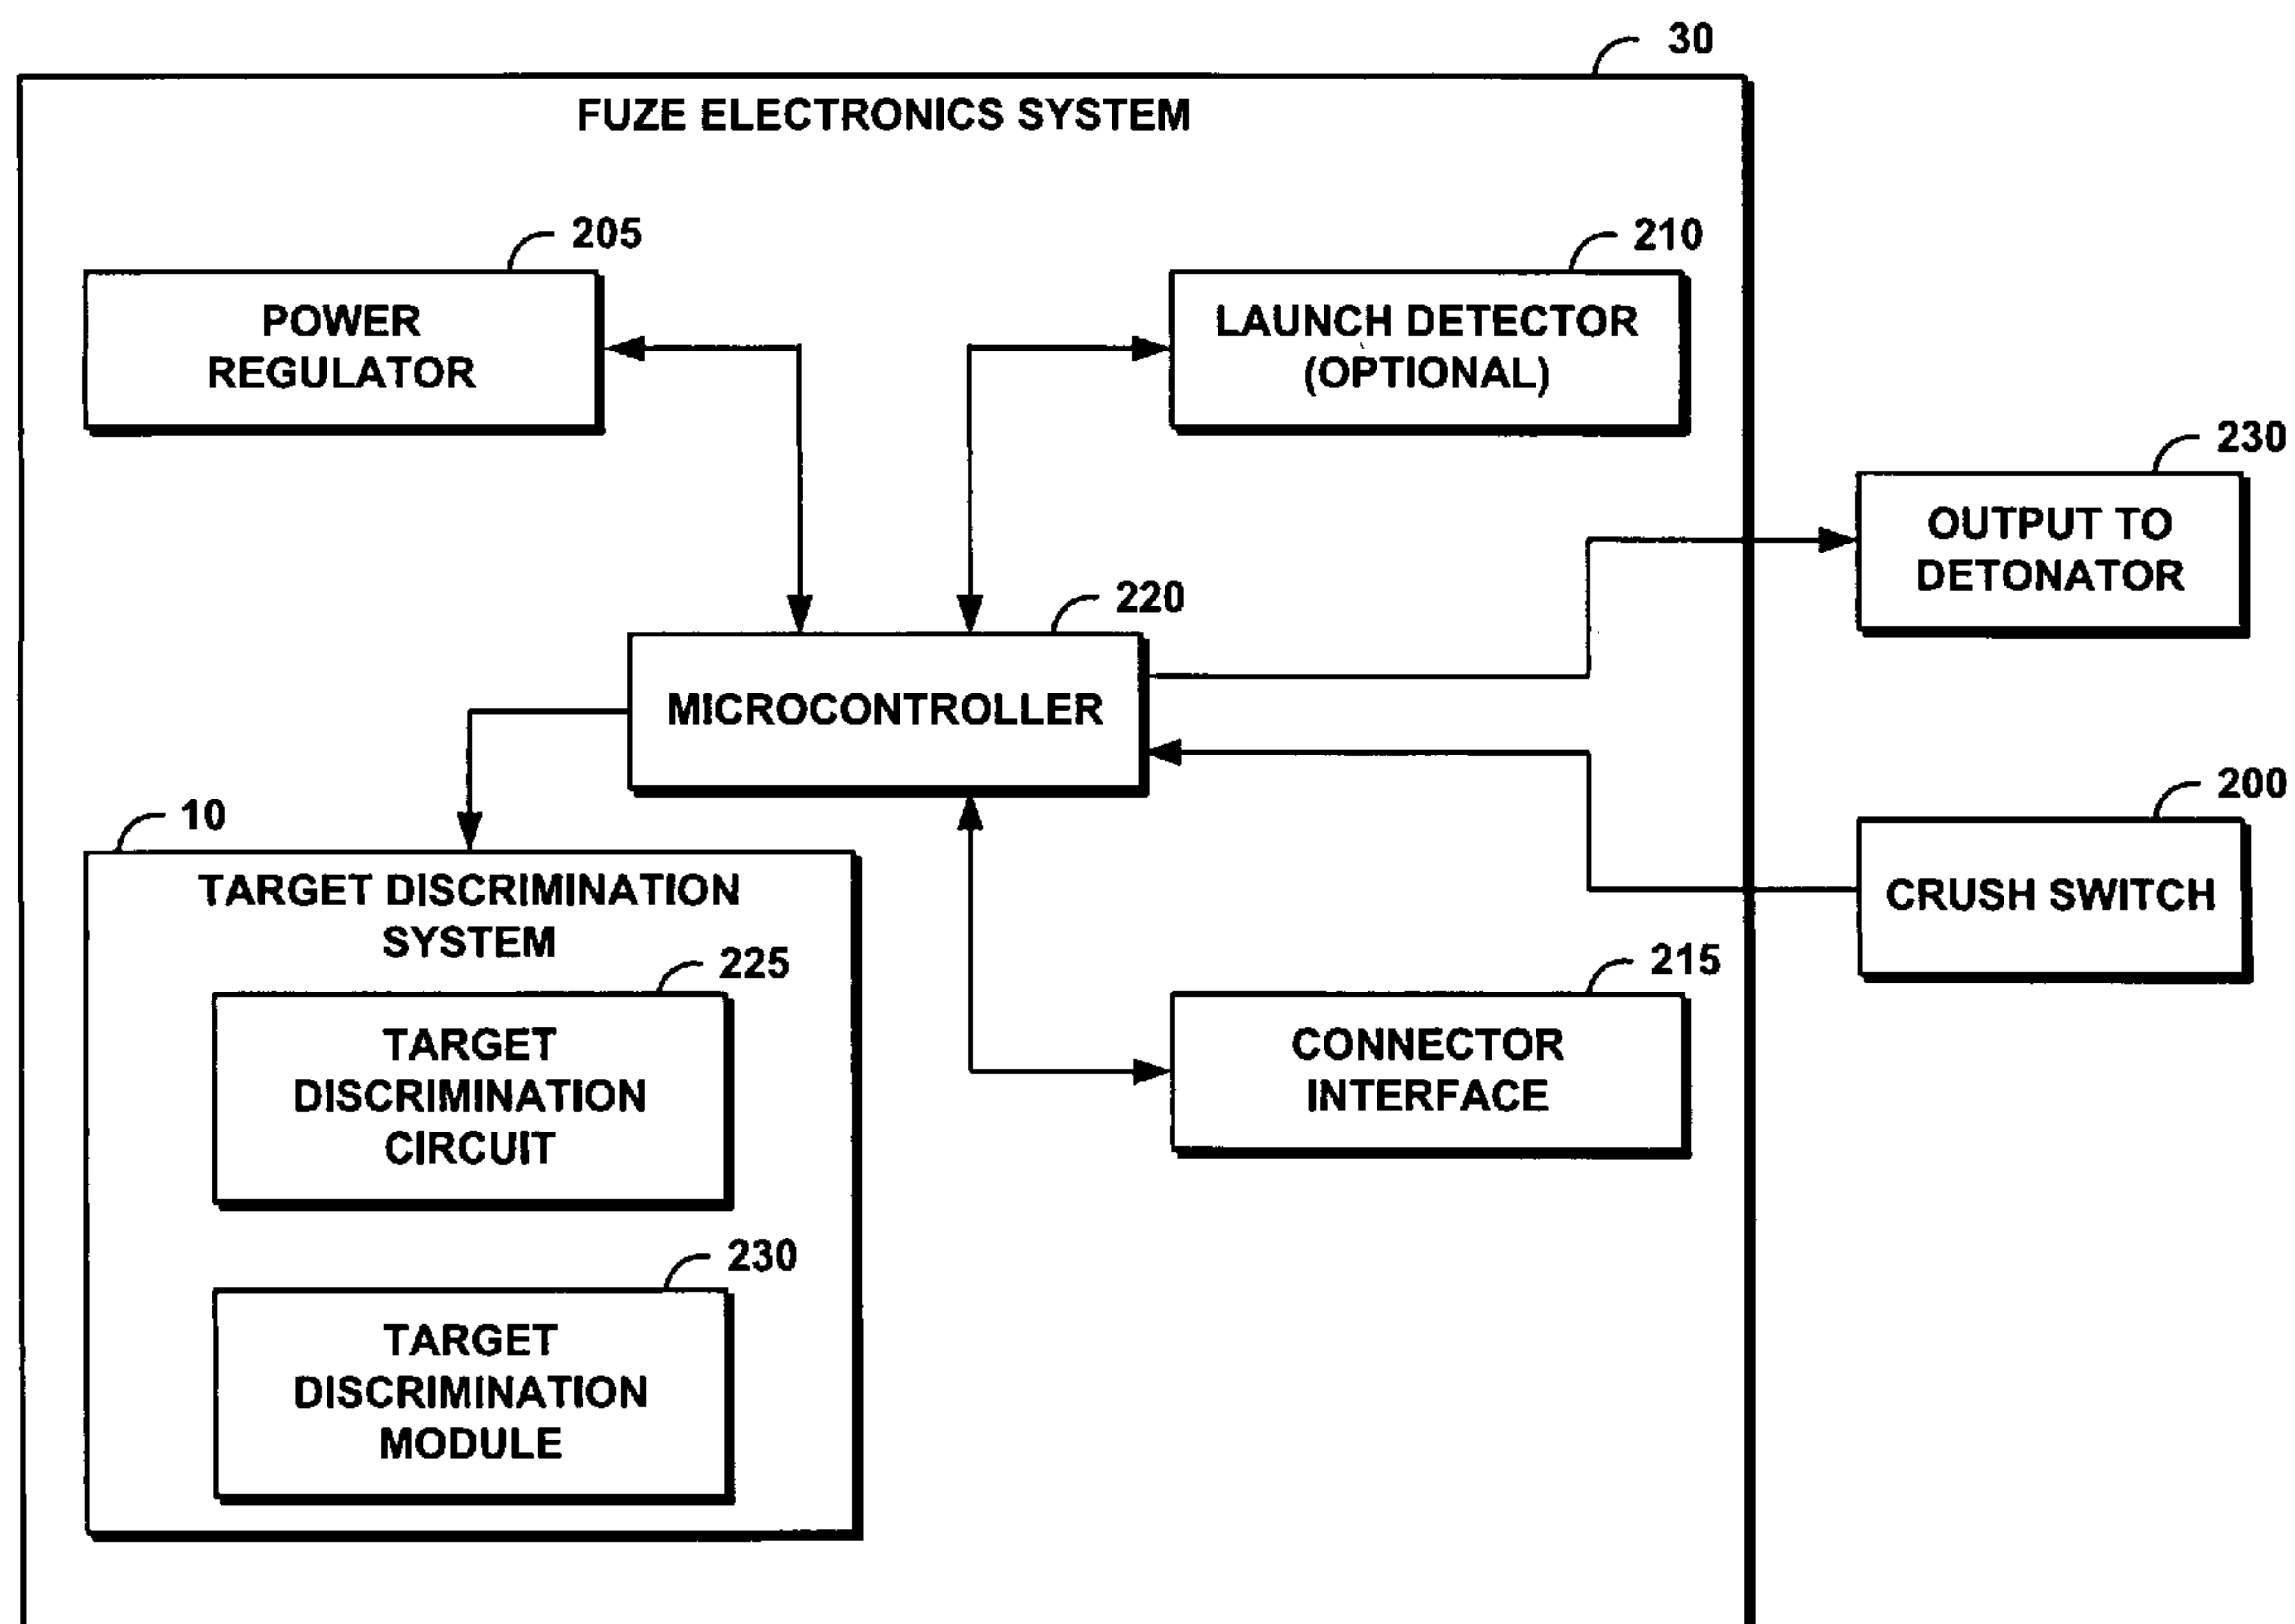 30
FUZE ELECTRONICS SYSTEM
205
POWER
REGULATOR
210
LAUNCH DETECTOR
(OPTIONAL)
230
OUTPUT TO
DETONATOR
220
MICROCONTROLLER
200
CRUSH SWITCH
10
TARGET DISCRIMINATION
SYSTEM
225
TARGET
DISCRIMINATION
CIRCUIT
215
CONNECTOR
INTERFACE
230
TARGET
DISCRIMINATION
MODULE